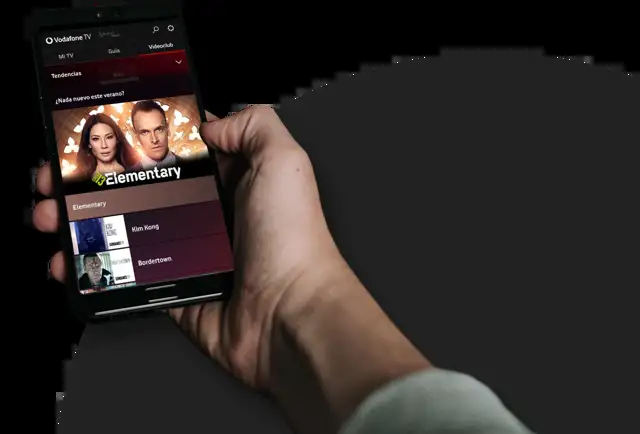 Vodafone TV
Mi TV Guía Videoclub
Tendencias
¿Nada nuevo este verano?
Elementary
Elementary
Kim Kong
Bordertown